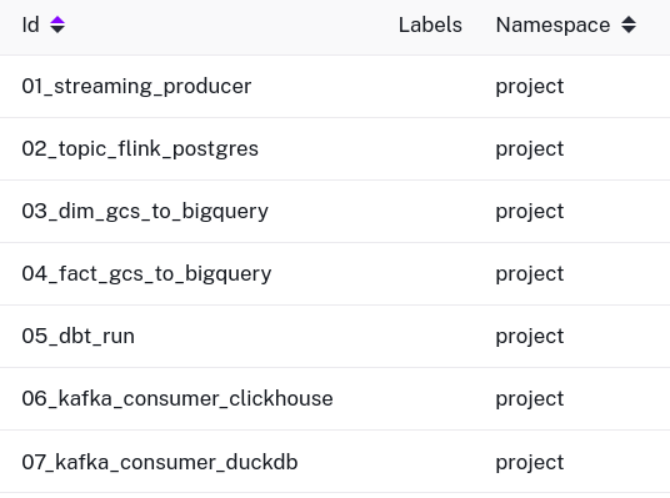 Id Labels Namespace
01_streaming_producer project
02_topic_flink_postgres project
03_dim_gcs_to_bigquery project
04_fact_gcs_to_bigquery project
05_dbt_run project
06_kafka_consumer_clickhouse project
07_kafka_consumer_duckdb project